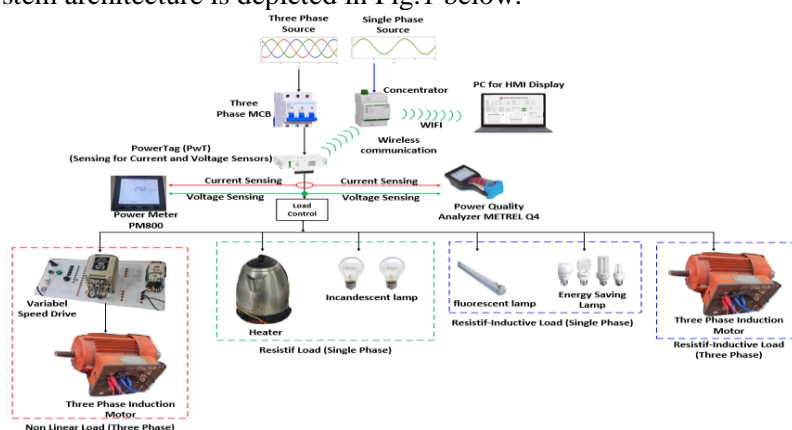 stem architecture is depicted in Fig.1 below.
Three Phase
Source
Single Phase
Source
Concentrator
PC for HMI Display
Three
Phase MCB
WIFI
Wireless
communication
PowerTag (PwT)
(Sensing for Current and Voltage Sensors)
Current Sensing
Current Sensing
Voltage Sensing
Voltage Sensing
Power Meter
PM800
Load
Control
Power Quality
Analyzer METREL Q4
Variabel
Speed Drive
Three Phase Induction
Motor
Non Linear Load (Three Phase)
Heater
Incandescent lamp
Resistif Load (Single Phase)
fluorescent lamp
Energy Saving
Lamp
Resistif-Inductive Load (Single Phase)
Three Phase Induction
Motor
Resistif-Inductive Load
(Three Phase)